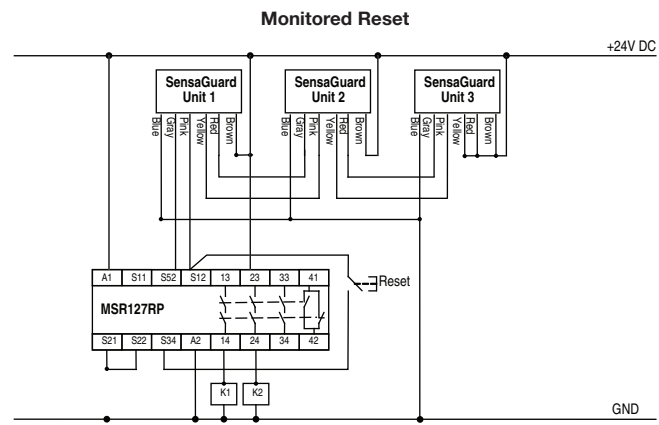 Monitored Reset
+24V DC
SensaGuard
Unit 1
SensaGuard
Unit 2
SensaGuard
Unit 3
Blue
Gray
Pink
Yellow
Red
Brown
Blue
Gray
Pink
Yellow
Red
Brown
Blue
Gray
Pink
Yellow
Red
Brown
A1 S11 S52 S12 13 23 33 41
Reset
MSR127RP
S21 S22 S34 A2 14 24 34 42
K1 K2
GND